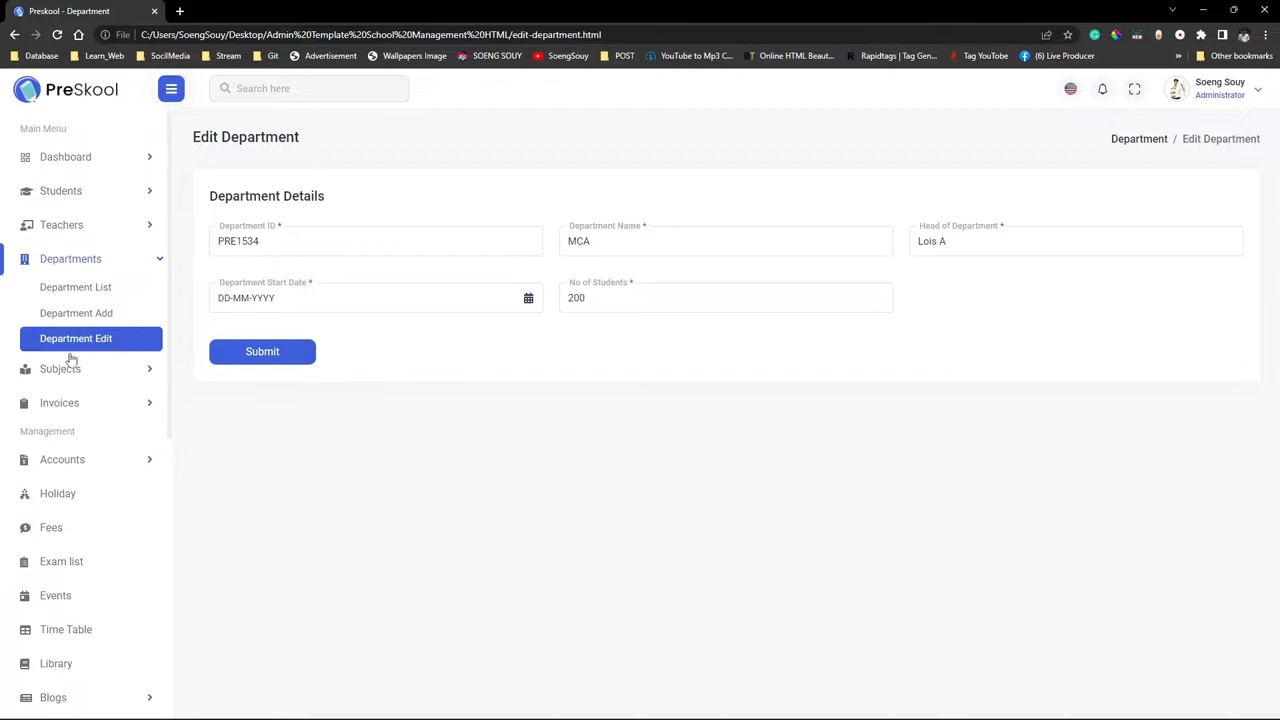 Preskool - Department
File | C:/Users/SoengSouy/Desktop/Admin%20Template%20School%20Management%20HTML/edit-department.html
Database Learn_Web SocilMedia Stream Git Advertisement Wallpapers Image SOENG SOUY SoengSouy POST YouTube to Mp3 C... Online HTML Beaut... Rapidtags | Tag Gen... Tag YouTube (6) Live Producer » Other bookmarks
PreSkool
Search here
Soeng Souy
Administrator
Main Menu
Dashboard
Students
Teachers
Departments
Department List
Department Add
Department Edit
Subjects
Invoices
Management
Accounts
Holiday
Fees
Exam list
Events
Time Table
Library
Blogs
Edit Department
Department / Edit Department
Department Details
Department ID *
PRE1534
Department Name *
MCA
Head of Department *
Lois A
Department Start Date *
DD-MM-YYYY
No of Students *
200
Submit